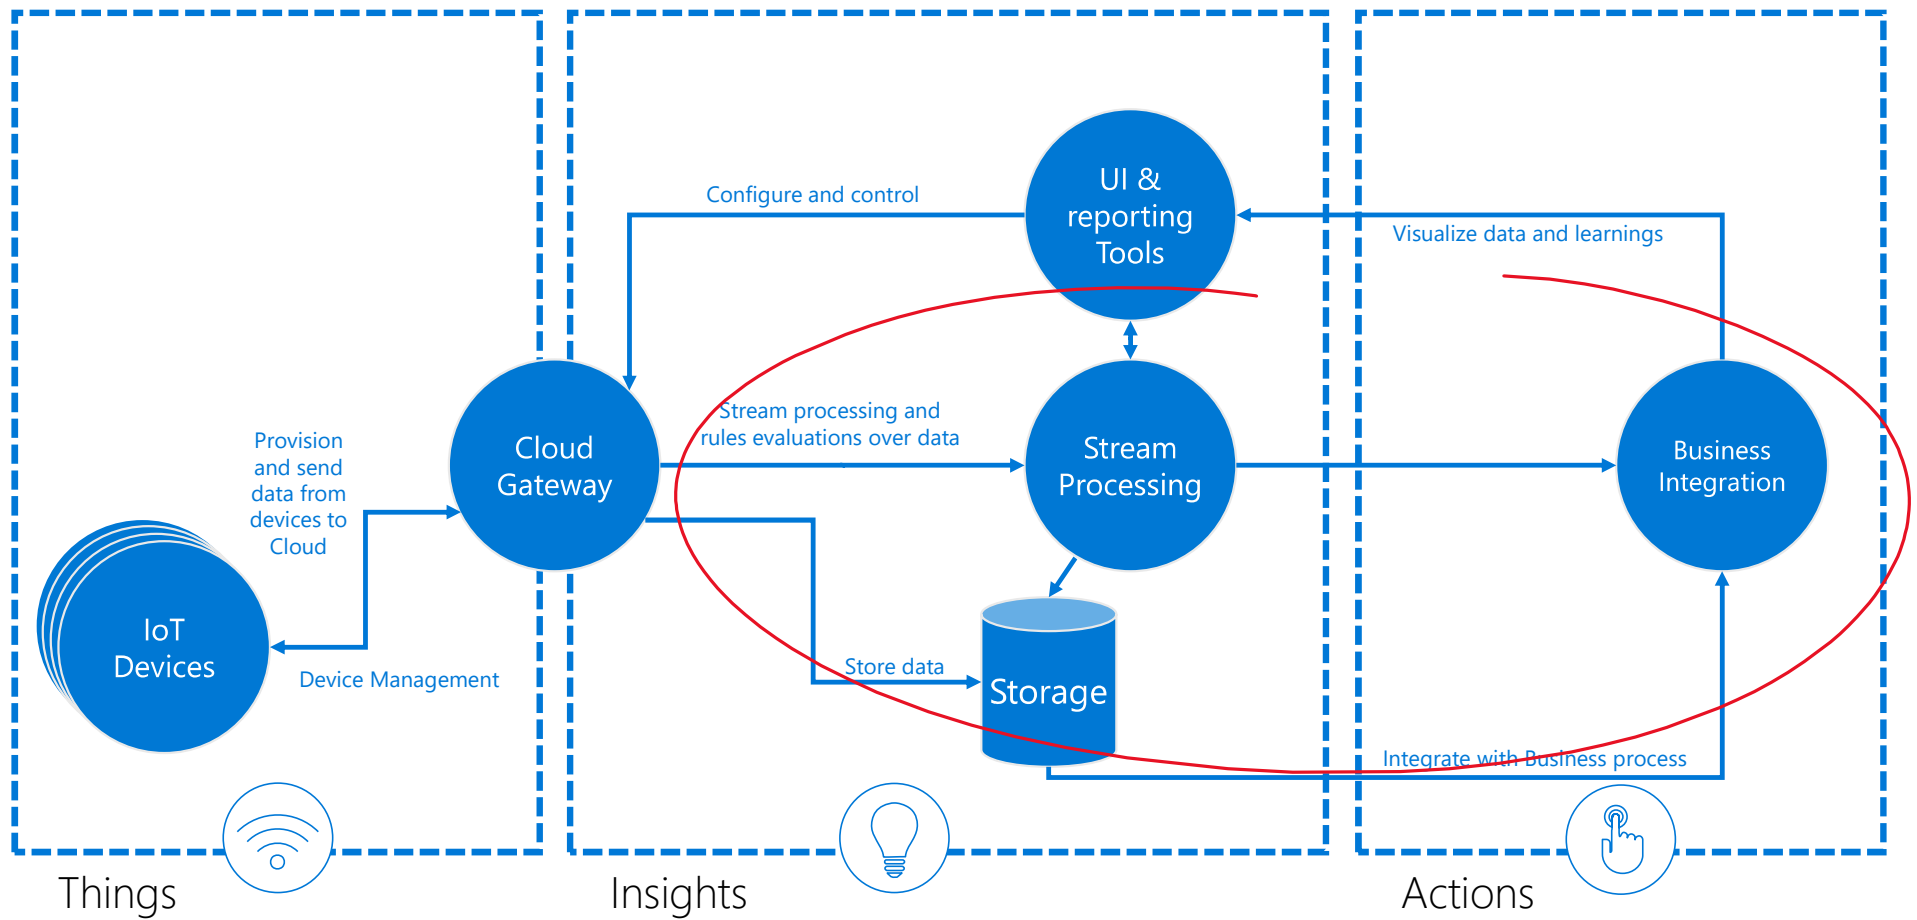 UI &
reporting
Tools
Configure and control
Visualize data and learnings
Stream processing and
rules evaluations over data
Provision
and send
data from
devices to
Cloud
Cloud
Gateway
Stream
Processing
Business
Integration
IoT
Devices
Device Management
Store data
Storage
Integrate with Business process
Things
Insights
Actions